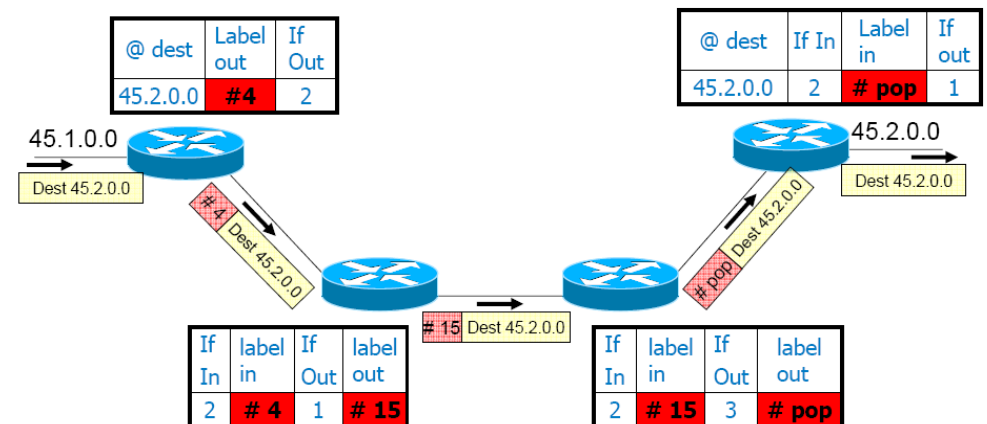 @ dest Label out If Out
45.2.0.0 #4 2
@ dest If In Label in If out
45.2.0.0 2 # pop 1
45.1.0.0
Dest 45.2.0.0
45.2.0.0
Dest 45.2.0.0
# 4 Dest 45.2.0.0
# pop Dest 45.2.0.0
# 15 Dest 45.2.0.0
If In label in If Out label out
2 # 4 1 # 15
If In label in If Out label out
2 # 15 3 # pop